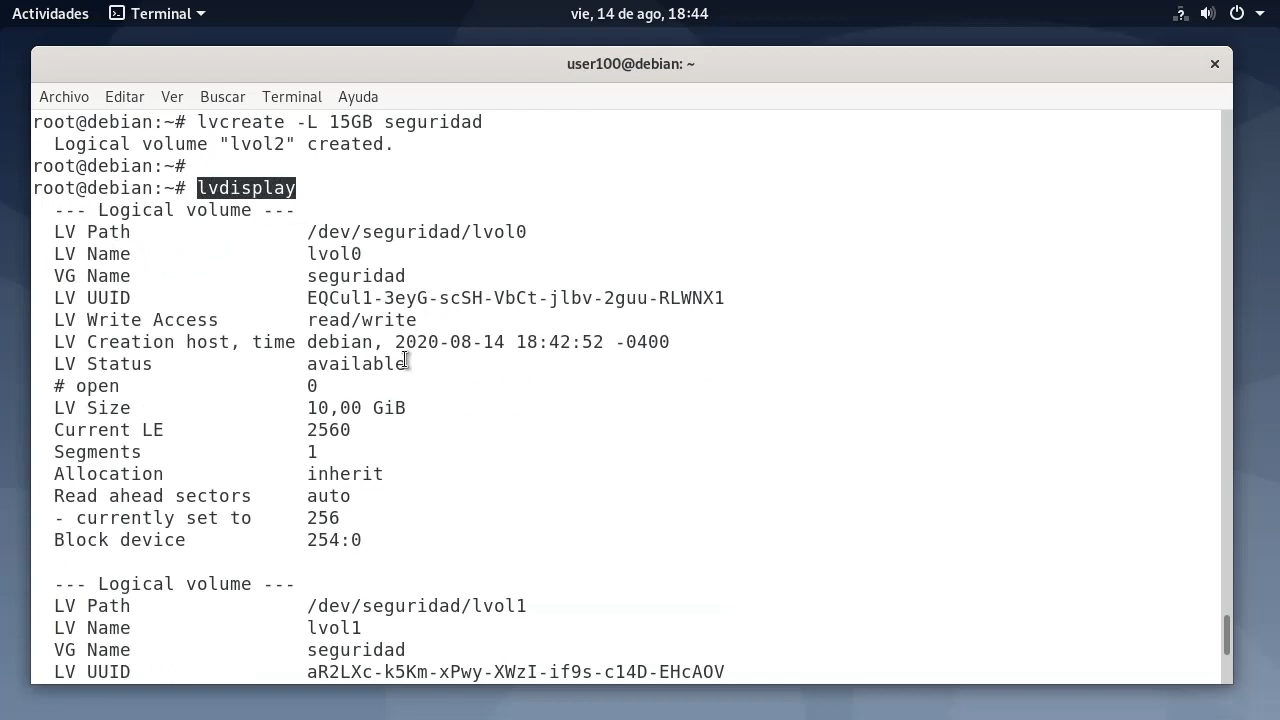 Actividades Terminal vie, 14 de ago, 18:44
user100@debian: ~
Archivo Editar Ver Buscar Terminal Ayuda
root@debian:~# lvcreate -L 15GB seguridad
  Logical volume "lvol2" created.
root@debian:~#
root@debian:~# lvdisplay
  --- Logical volume ---
  LV Path                /dev/seguridad/lvol0
  LV Name                lvol0
  VG Name                seguridad
  LV UUID                EQCul1-3eyG-scSH-VbCt-jlbv-2guu-RLWNX1
  LV Write Access        read/write
  LV Creation host, time debian, 2020-08-14 18:42:52 -0400
  LV Status              available
  # open                 0
  LV Size                10,00 GiB
  Current LE             2560
  Segments               1
  Allocation             inherit
  Read ahead sectors     auto
  - currently set to     256
  Block device           254:0
  --- Logical volume ---
  LV Path                /dev/seguridad/lvol1
  LV Name                lvol1
  VG Name                seguridad
  LV UUID                aR2LXc-k5Km-xPwy-XWzI-if9s-c14D-EHcAOV